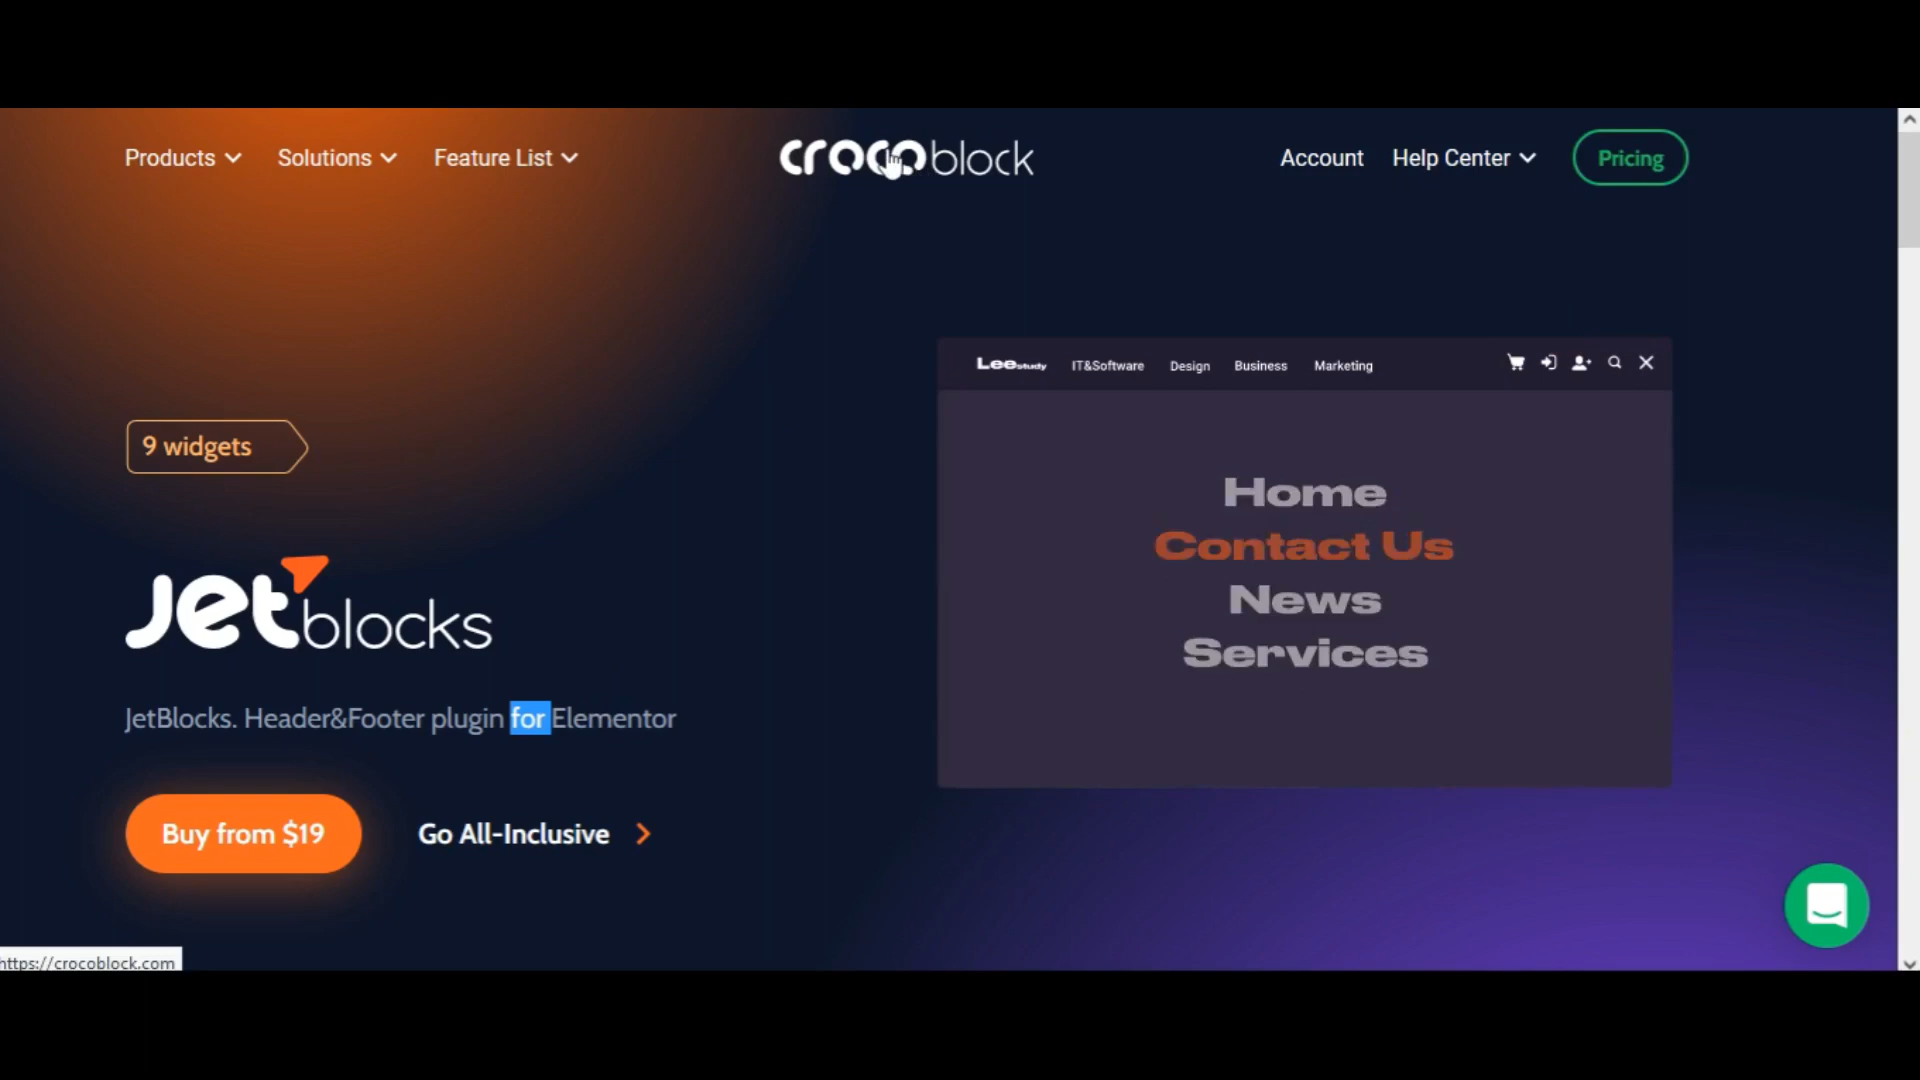 Products
Solutions
Feature List
crocoblock
Account
Help Center
Pricing
9 widgets
Jetblocks
JetBlocks. Header&Footer plugin for Elementor
Buy from $19
Go All-Inclusive
Leestudy
IT&Software
Design
Business
Marketing
Home
Contact Us
News
Services
https://crocoblock.com